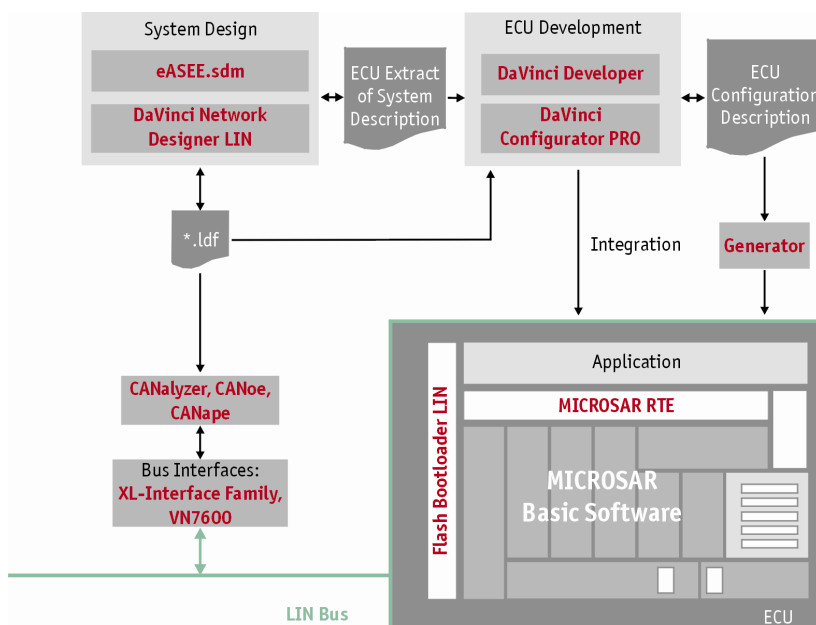 System Design
eASEE.sdm
DaVinci Network
Designer LIN
ECU Extract
of System
Description
ECU Development
DaVinci Developer
DaVinci
Configurator PRO
ECU
Configuration
Description
*.ldf
Integration
Generator
CANalyzer, CANoe,
CANape
Bus Interfaces:
XL-Interface Family,
VN7600
LIN Bus
Flash Bootloader LIN
Application
MICROSAR RTE
MICROSAR
Basic Software
ECU